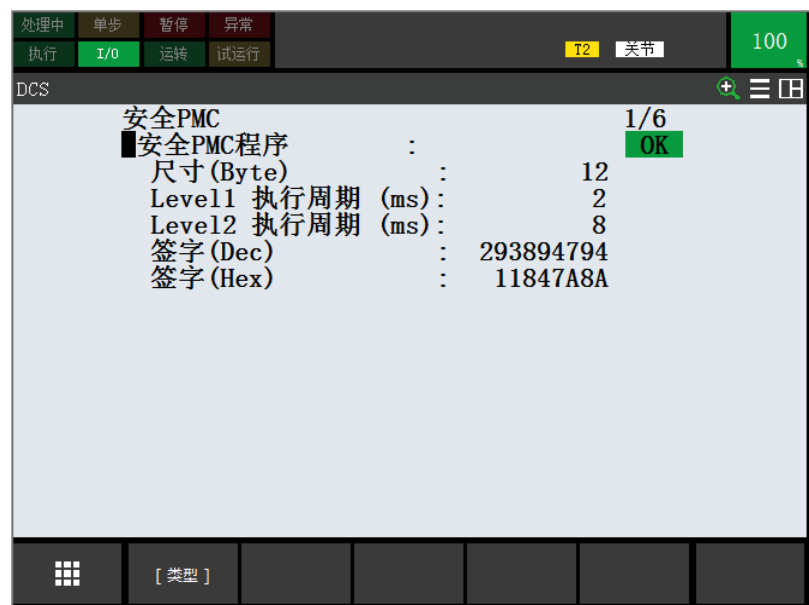 处理中 单步 暂停 异常
执行 I/O 运转 试运行 T2 关节 100 %
DCS
安全PMC 1/6
安全PMC程序 : OK
尺寸(Byte) : 12
Level1 执行周期 (ms): 2
Level2 执行周期 (ms): 8
签字(Dec) : 293894794
签字(Hex) : 11847A8A
[ 类型 ]